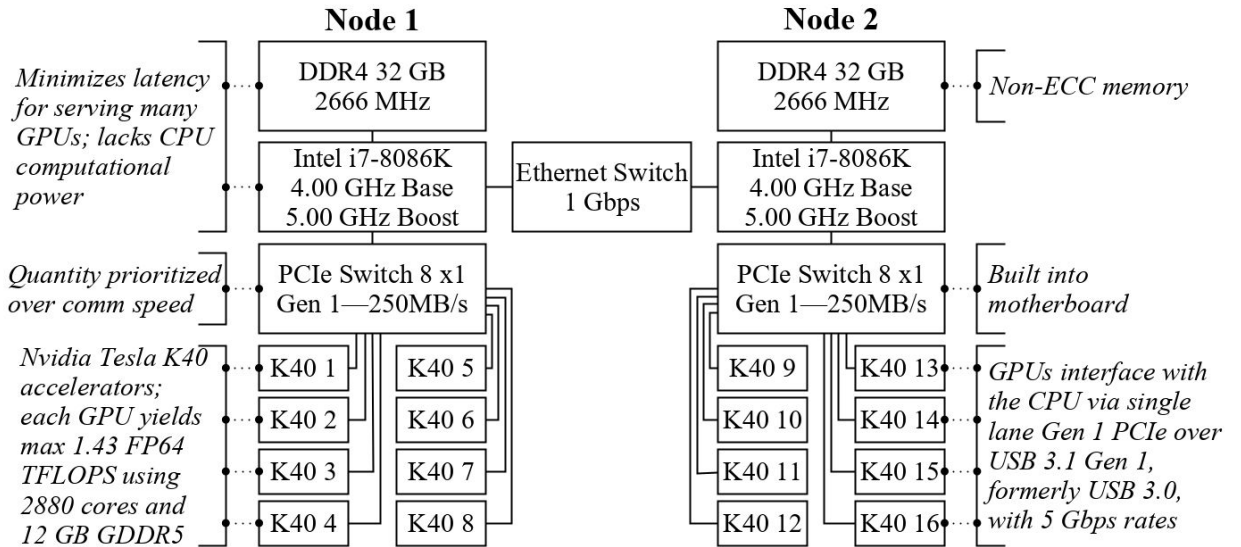 Node 1
Node 2
Minimizes latency
for serving many
GPUs; lacks CPU
computational
power
DDR4 32 GB
2666 MHz
DDR4 32 GB
2666 MHz
Non-ECC memory
Intel i7-8086K
4.00 GHz Base
5.00 GHz Boost
Ethernet Switch
1 Gbps
Intel i7-8086K
4.00 GHz Base
5.00 GHz Boost
Quantity prioritized
over comm speed
PCIe Switch 8 x1
Gen 1—250MB/s
PCIe Switch 8 x1
Gen 1—250MB/s
Built into
motherboard
Nvidia Tesla K40
accelerators;
each GPU yields
max 1.43 FP64
TFLOPS using
2880 cores and
12 GB GDDR5
K40 1
K40 2
K40 3
K40 4
K40 5
K40 6
K40 7
K40 8
K40 9
K40 10
K40 11
K40 12
K40 13
K40 14
K40 15
K40 16
GPUs interface with
the CPU via single
lane Gen 1 PCIe over
USB 3.1 Gen 1,
formerly USB 3.0,
with 5 Gbps rates